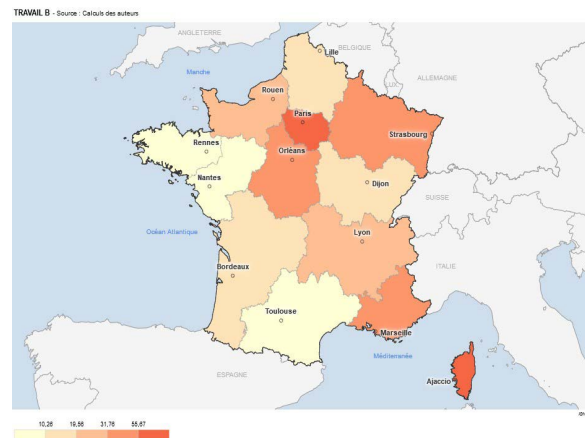 TRAVAIL B - Source : Calculs des auteurs
ANGLETERRE
BELGIQUE
Lille
Manche
LUX.
ALLEMAGNE
Rouen
Paris
Strasbourg
Rennes
Orléans
Nantes
Dijon
SUISSE
Océan Atlantique
Lyon
ITALIE
Bordeaux
Toulouse
Marseille
Méditerranée
ESPAGNE
Ajaccio
10,26 19,56 31,76 55,67